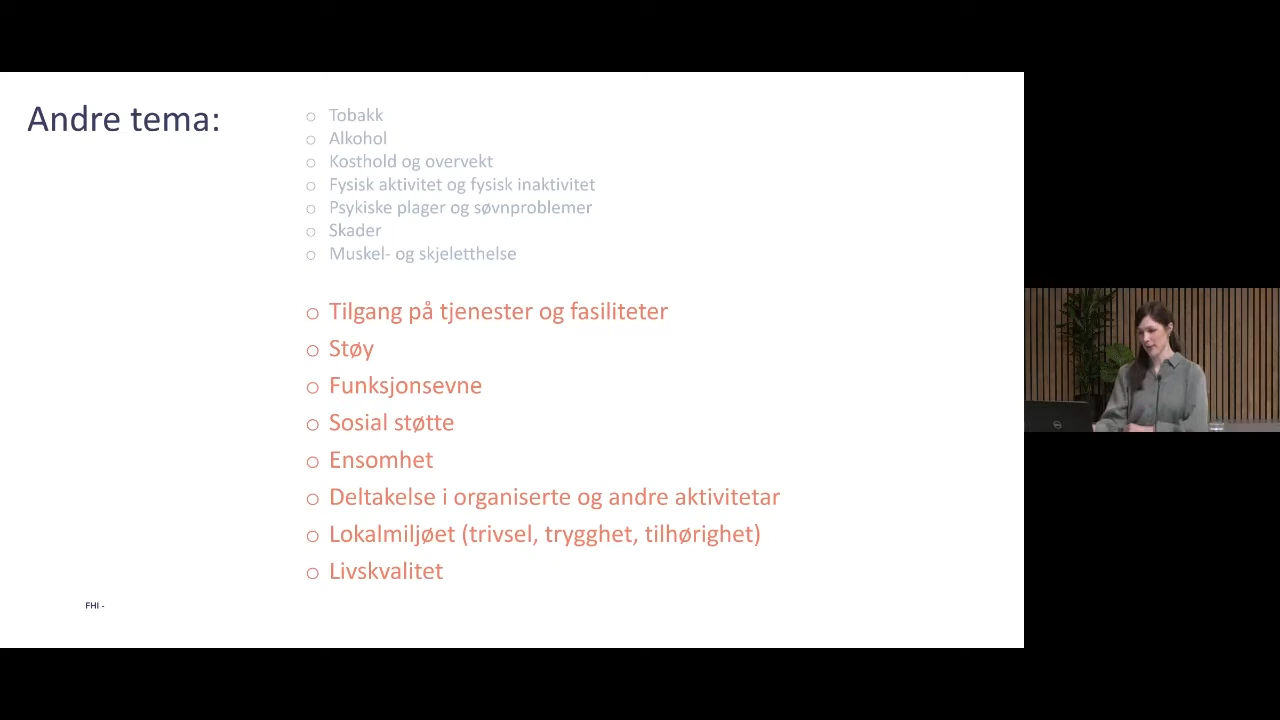 Andre tema:
o Tobakk
o Alkohol
o Kosthold og overvekt
o Fysisk aktivitet og fysisk inaktivitet
o Psykiske plager og søvnproblemer
o Skader
o Muskel- og skjeletthelse
o Tilgang på tjenester og fasiliteter
o Støy
o Funksjonsevne
o Sosial støtte
o Ensomhet
o Deltakelse i organiserte og andre aktivitetar
o Lokalmiljøet (trivsel, trygghet, tilhørighet)
o Livskvalitet
FHI -